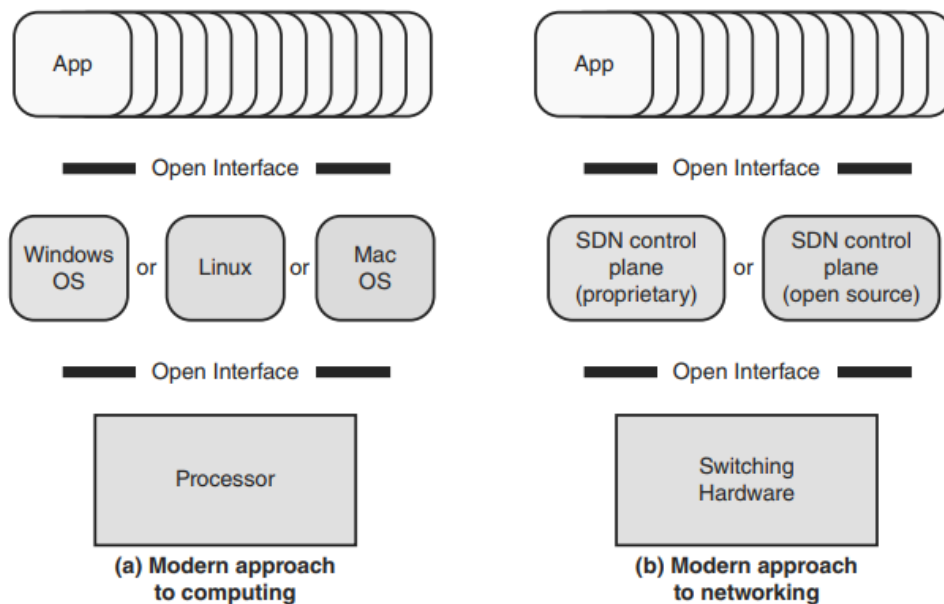 App
App
Open Interface
Open Interface
Windows OS or Linux or Mac OS
SDN control plane (proprietary) or SDN control plane (open source)
Open Interface
Open Interface
Processor
Switching Hardware
(a) Modern approach
to computing
(b) Modern approach
to networking